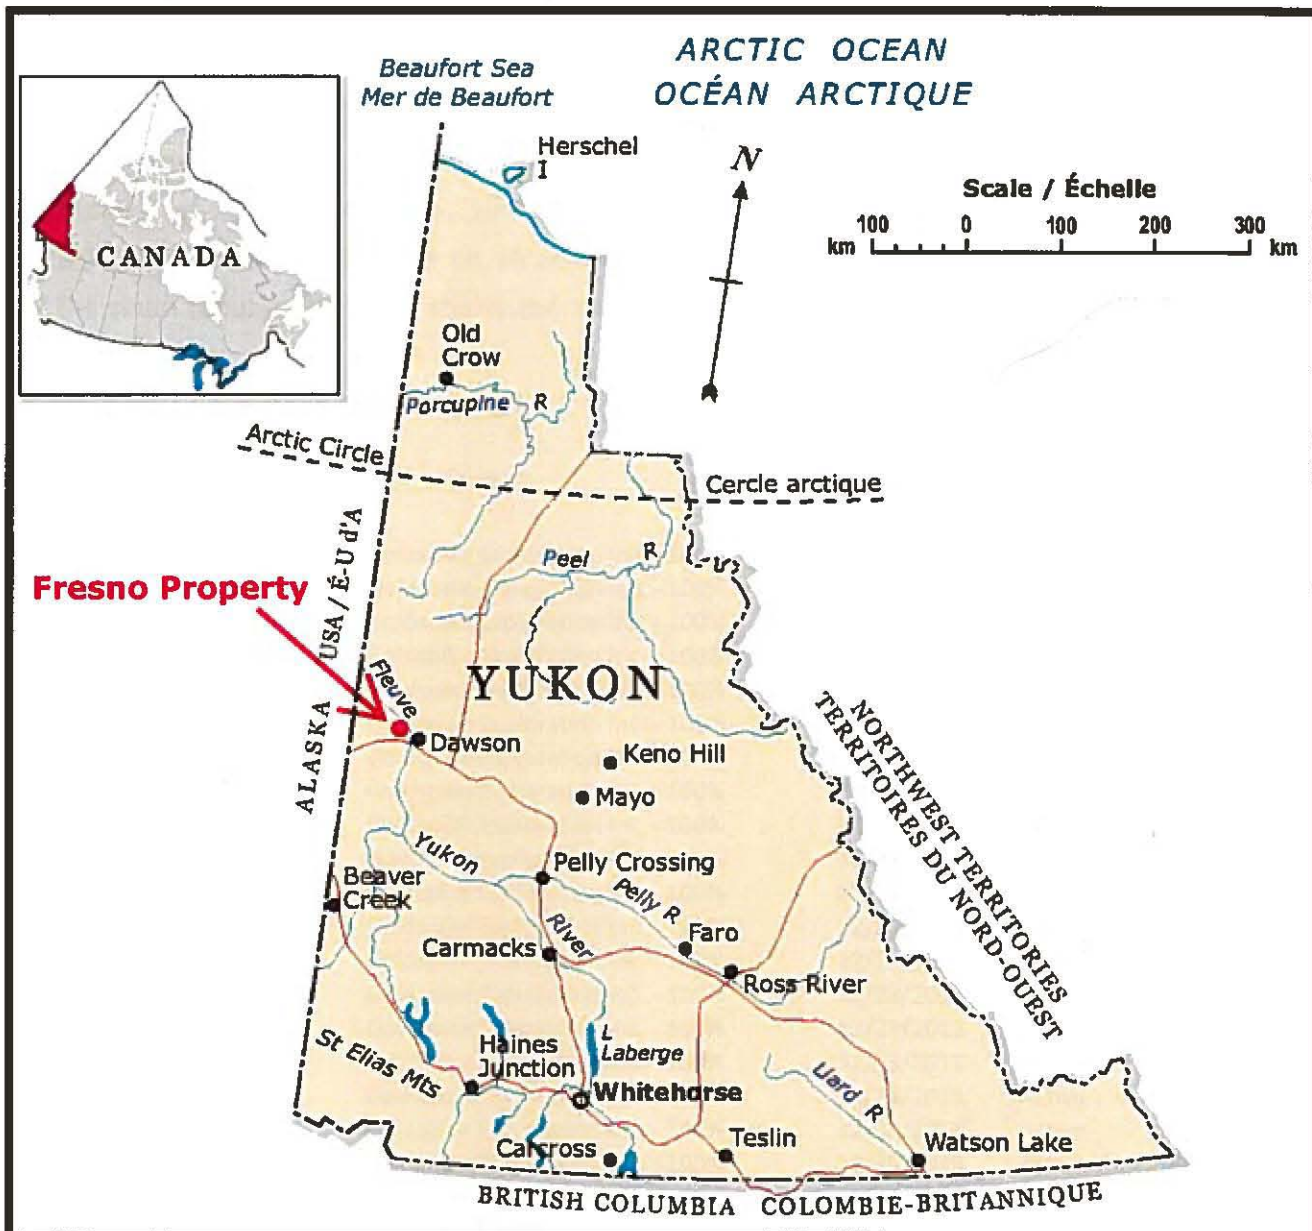 ARCTIC OCEAN
OCÉAN ARCTIQUE
Beaufort Sea
Mer de Beaufort
Herschel
I
N
Scale / Échelle
100 0 100 200 300
km km
CANADA
Old
Crow
Porcupine R
Arctic Circle
Cercle arctique
Peel R
ALASKA USA / É-U d'A
Fresno Property
Fleuve
YUKON
Dawson
Keno Hill
Mayo
NORTHWEST TERRITORIES
TERRITOIRES DU NORD-OUEST
Yukon River
Pelly Crossing
Pelly R
Beaver
Creek
Carmacks
Faro
Ross River
St Elias Mts
Haines
Junction
L
Laberge
Whitehorse
Liard R
Carcross
Teslin
Watson Lake
BRITISH COLUMBIA COLOMBIE-BRITANNIQUE